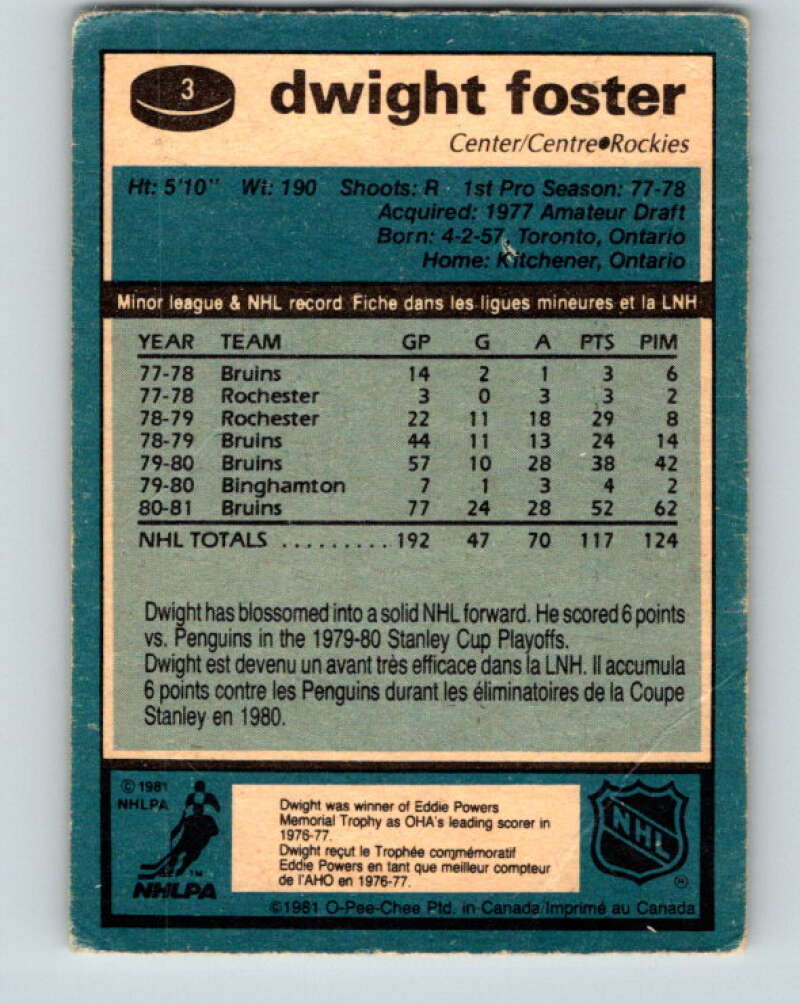 3
dwight foster
Center/Centre●Rockies
Ht: 5'10" Wt: 190 Shoots: R 1st Pro Season: 77-78
Acquired: 1977 Amateur Draft
Born: 4-2-57, Toronto, Ontario
Home: Kitchener, Ontario
Minor league & NHL record Fiche dans les ligues mineures et la LNH
YEAR TEAM GP G A PTS PIM
77-78 Bruins 14 2 1 3 6
77-78 Rochester 3 0 3 3 2
78-79 Rochester 22 11 18 29 8
78-79 Bruins 44 11 13 24 14
79-80 Bruins 57 10 28 38 42
79-80 Binghamton 7 1 3 4 2
80-81 Bruins 77 24 28 52 62
NHL TOTALS ......... 192 47 70 117 124
Dwight has blossomed into a solid NHL forward. He scored 6 points
vs. Penguins in the 1979-80 Stanley Cup Playoffs.
Dwight est devenu un avant très efficace dans la LNH. Il accumula
6 points contre les Penguins durant les éliminatoires de la Coupe
Stanley en 1980.
© 1981
NHLPA
TM
NHLPA
Dwight was winner of Eddie Powers
Memorial Trophy as OHA's leading scorer in
1976-77.
Dwight reçut le Trophée commémoratif
Eddie Powers en tant que meilleur compteur
de l'AHO en 1976-77.
NHL
©1981 O-Pee-Chee Ptd. in Canada/Imprimé au Canada